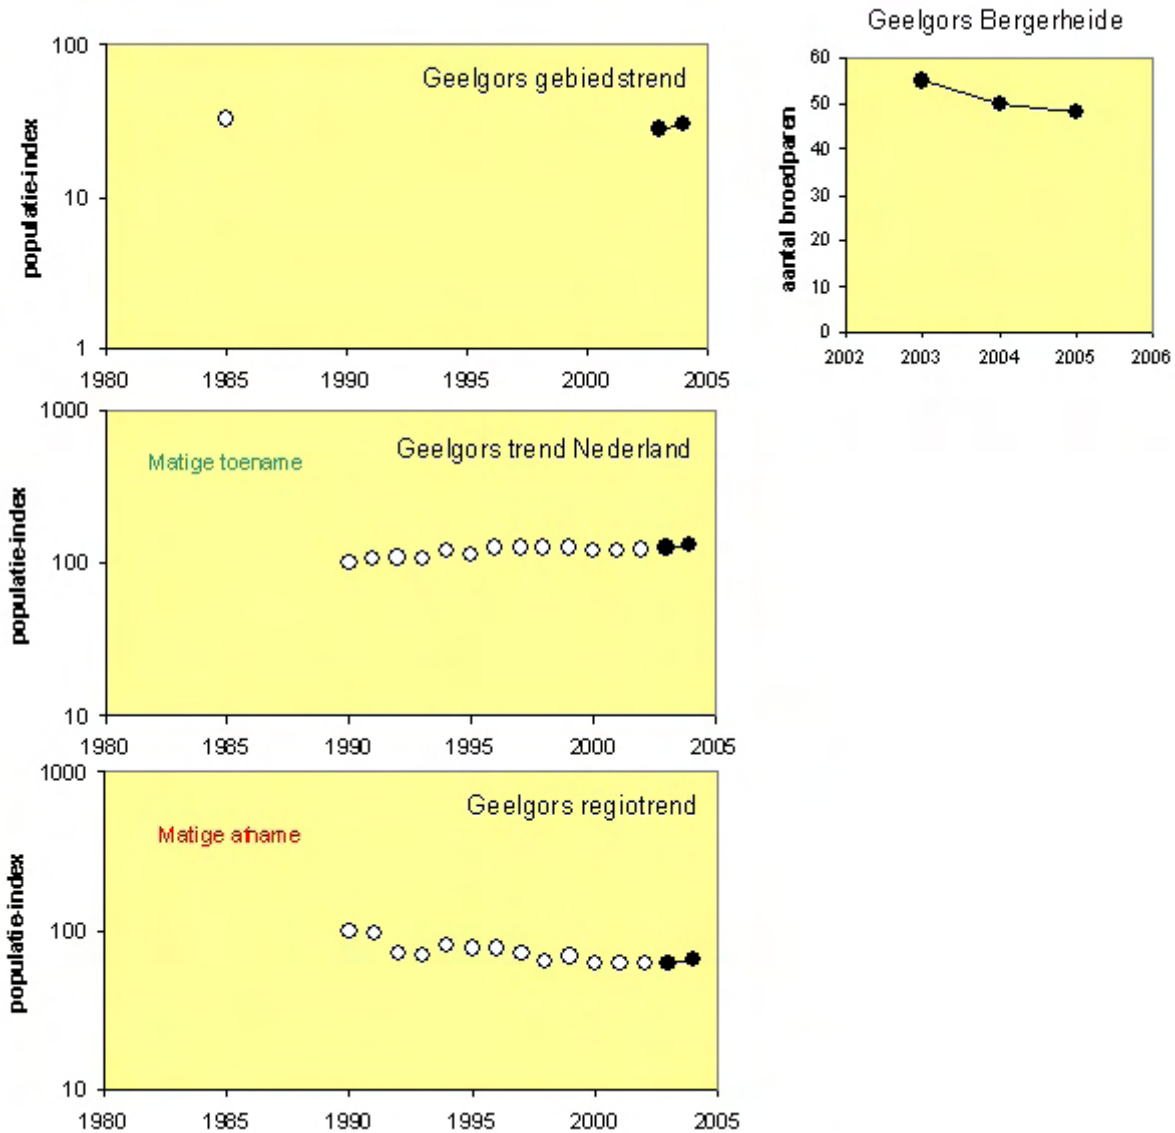 Geelgors gebiedstrend
populatie-index
100
10
1
1980 1985 1990 1995 2000 2005
Geelgors Bergerheide
aantal broedparen
60
50
40
30
20
10
0
2002 2003 2004 2005 2006
Geelgors trend Nederland
Matige toename
populatie-index
1000
100
10
1980 1985 1990 1995 2000 2005
Geelgors regiotrend
Matige afname
populatie-index
1000
100
10
1980 1985 1990 1995 2000 2005